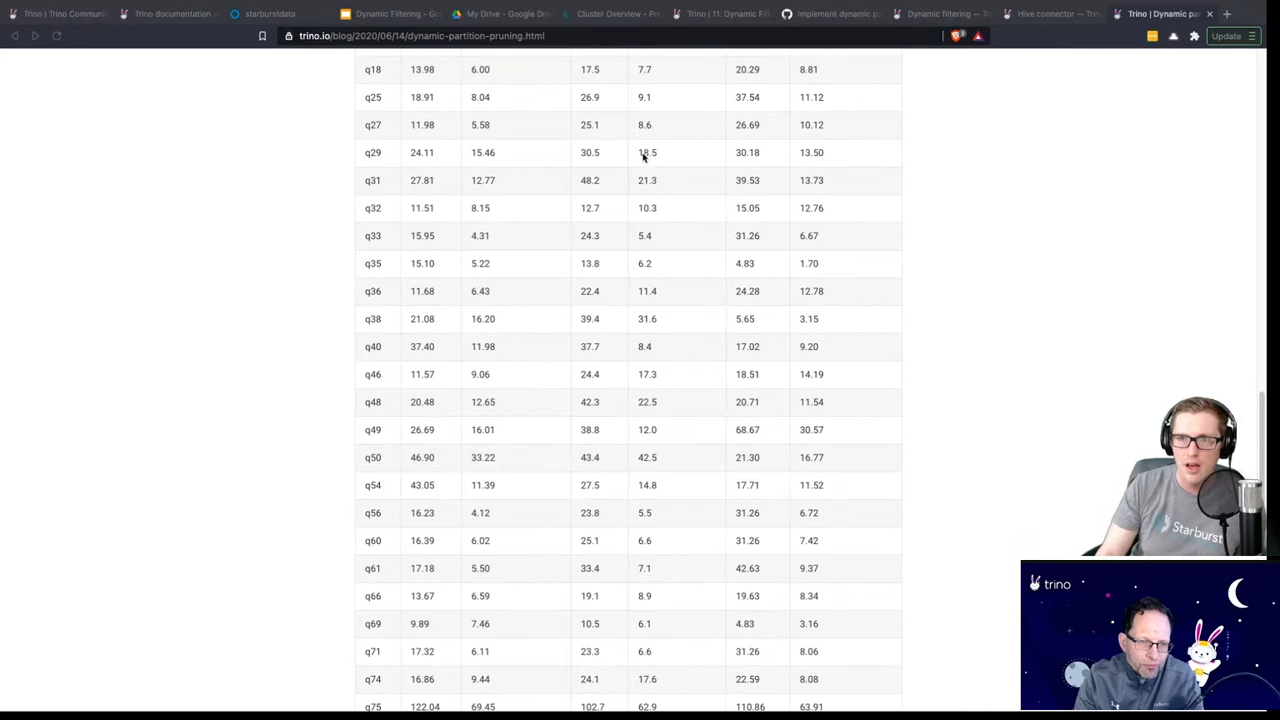 Trino | Trino Commun
Trino documentation —
starburstdata
Dynamic Filtering - Go
My Drive - Google Driv
Cluster Overview - Pre
Trino | 11: Dynamic Filt
Implement dynamic pa
Dynamic filtering — Tr
Hive connector — Trino
Trino | Dynamic par
trino.io/blog/2020/06/14/dynamic-partition-pruning.html
Update
q18 13.98 6.00 17.5 7.7 20.29 8.81
q25 18.91 8.04 26.9 9.1 37.54 11.12
q27 11.98 5.58 25.1 8.6 26.69 10.12
q29 24.11 15.46 30.5 18.5 30.18 13.50
q31 27.81 12.77 48.2 21.3 39.53 13.73
q32 11.51 8.15 12.7 10.3 15.05 12.76
q33 15.95 4.31 24.3 5.4 31.26 6.67
q35 15.10 5.22 13.8 6.2 4.83 1.70
q36 11.68 6.43 22.4 11.4 24.28 12.78
q38 21.08 16.20 39.4 31.6 5.65 3.15
q40 37.40 11.98 37.7 8.4 17.02 9.20
q46 11.57 9.06 24.4 17.3 18.51 14.19
q48 20.48 12.65 42.3 22.5 20.71 11.54
q49 26.69 16.01 38.8 12.0 68.67 30.57
q50 46.90 33.22 43.4 42.5 21.30 16.77
q54 43.05 11.39 27.5 14.8 17.71 11.52
q56 16.23 4.12 23.8 5.5 31.26 6.72
q60 16.39 6.02 25.1 6.6 31.26 7.42
q61 17.18 5.50 33.4 7.1 42.63 9.37
q66 13.67 6.59 19.1 8.9 19.63 8.34
q69 9.89 7.46 10.5 6.1 4.83 3.16
q71 17.32 6.11 23.3 6.6 31.26 8.06
q74 16.86 9.44 24.1 17.6 22.59 8.08
q75 122.04 69.45 102.7 62.9 110.86 63.91
Starburst
trino